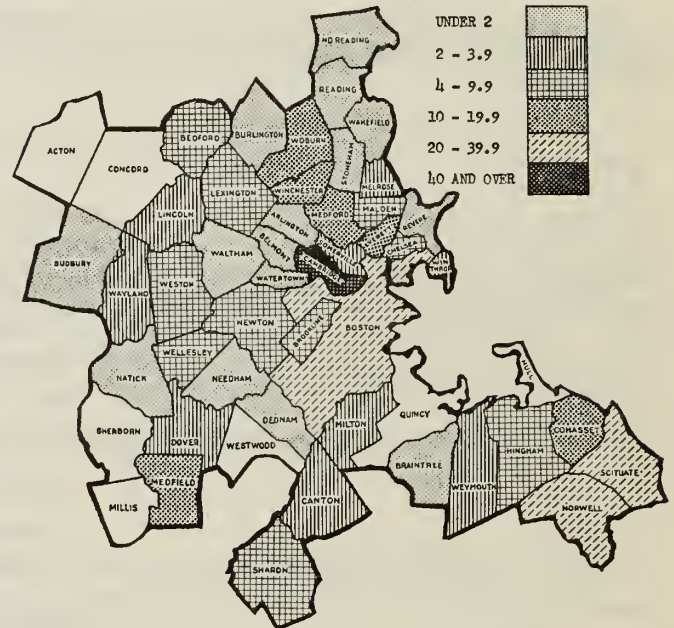 UNDER 2
2 - 3.9
4 - 9.9
10 - 19.9
20 - 39.9
40 AND OVER
NO READING
READING
WAKEFIELD
BURLINGTON
WOBURN
STONEHAM
BEDFORD
ACTON
CONCORD
LEXINGTON
WINCHESTER
MELROSE
MALDEN
MEDFORD
LINCOLN
ARLINGTON
REVERE
CHELSEA
BELMONT
WALTHAM
CAMBRIDGE
WIN
THROP
WATERTOWN
SUDBURY
WAYLAND
WESTON
NEWTON
BROOKLINE
BOSTON
WELLESLEY
NATICK
NEEDHAM
DEDHAM
HULL
SHERBORN
DOVER
WESTWOOD
MILTON
QUINCY
COHASSET
HINGHAM
BRAINTREE
WEYMOUTH
SCITUATE
MEDFIELD
MILLIS
CANTON
NORWELL
SHARON